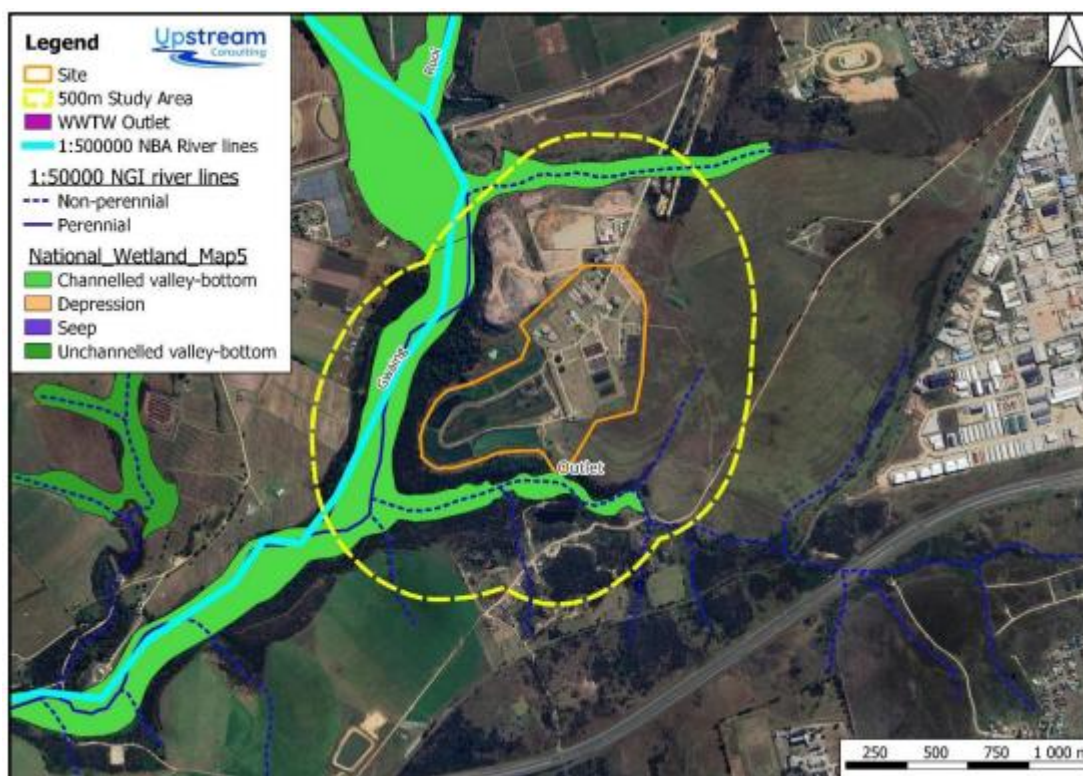 Legend
Upstream
Consulting
Site
500m Study Area
WWTW Outlet
1:500000 NBA River lines
1:50000 NGI river lines
Non-perennial
Perennial
National_Wetland_Map5
Channelled valley-bottom
Depression
Seep
Unchannelled valley-bottom
Rooi
Gwaing
Outlet
250 500 750 1 000 m